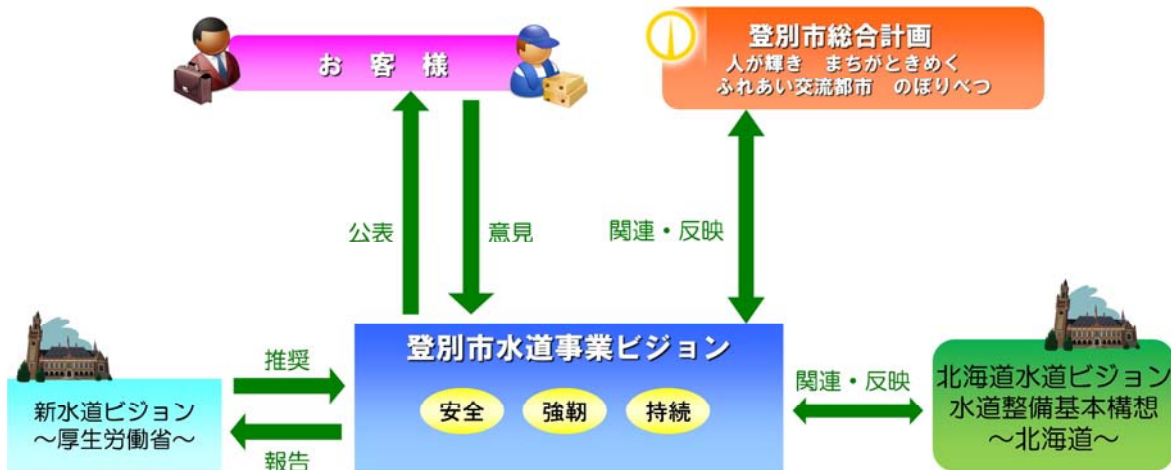 お 客 様
登別市総合計画
人が輝き まちがときめく
ふれあい交流都市 のぼりべつ
公表
意見
関連・反映
登別市水道事業ビジョン
安全
強靭
持続
推奨
報告
新水道ビジョン
～厚生労働省～
関連・反映
北海道水道ビジョン
水道整備基本構想
～北海道～